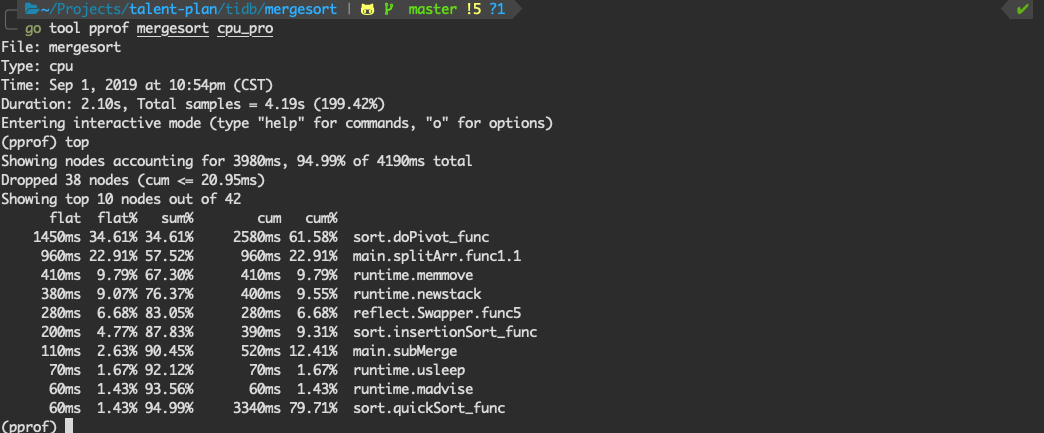 ~/Projects/talent-plan/tidb/mergesort | master !5 ?1 ✔
go tool pprof mergesort cpu_pro
File: mergesort
Type: cpu
Time: Sep 1, 2019 at 10:54pm (CST)
Duration: 2.10s, Total samples = 4.19s (199.42%)
Entering interactive mode (type "help" for commands, "o" for options)
(pprof) top
Showing nodes accounting for 3980ms, 94.99% of 4190ms total
Dropped 38 nodes (cum <= 20.95ms)
Showing top 10 nodes out of 42
flat flat% sum% cum cum%
1450ms 34.61% 34.61% 2580ms 61.58% sort.doPivot_func
960ms 22.91% 57.52% 960ms 22.91% main.splitArr.func1.1
410ms 9.79% 67.30% 410ms 9.79% runtime.memmove
380ms 9.07% 76.37% 400ms 9.55% runtime.newstack
280ms 6.68% 83.05% 280ms 6.68% reflect.Swapper.func5
200ms 4.77% 87.83% 390ms 9.31% sort.insertionSort_func
110ms 2.63% 90.45% 520ms 12.41% main.subMerge
70ms 1.67% 92.12% 70ms 1.67% runtime.usleep
60ms 1.43% 93.56% 60ms 1.43% runtime.madvise
60ms 1.43% 94.99% 3340ms 79.71% sort.quickSort_func
(pprof)